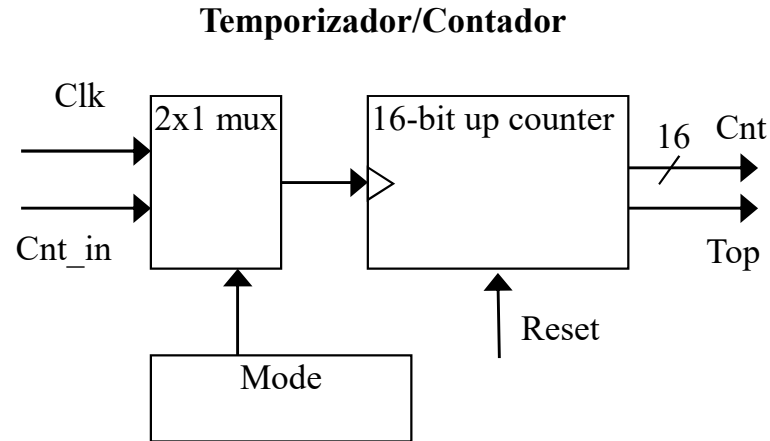 Temporizador/Contador
Clk
2x1 mux
16-bit up counter
16
Cnt
Cnt_in
Top
Reset
Mode